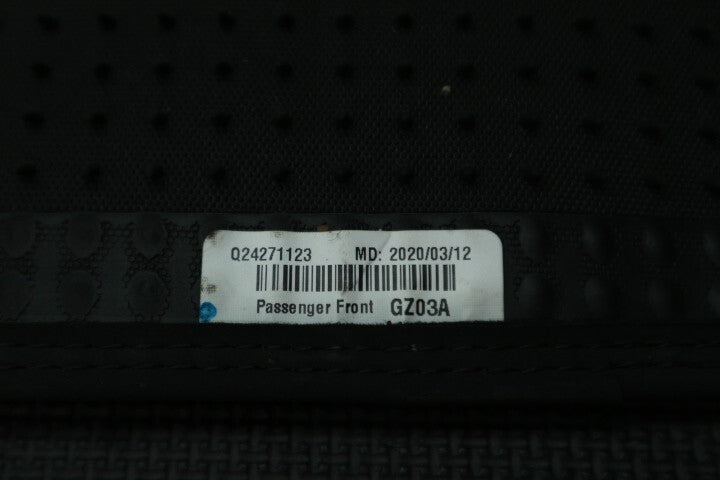 Q24271123 MD: 2020/03/12
Passenger Front GZ03A